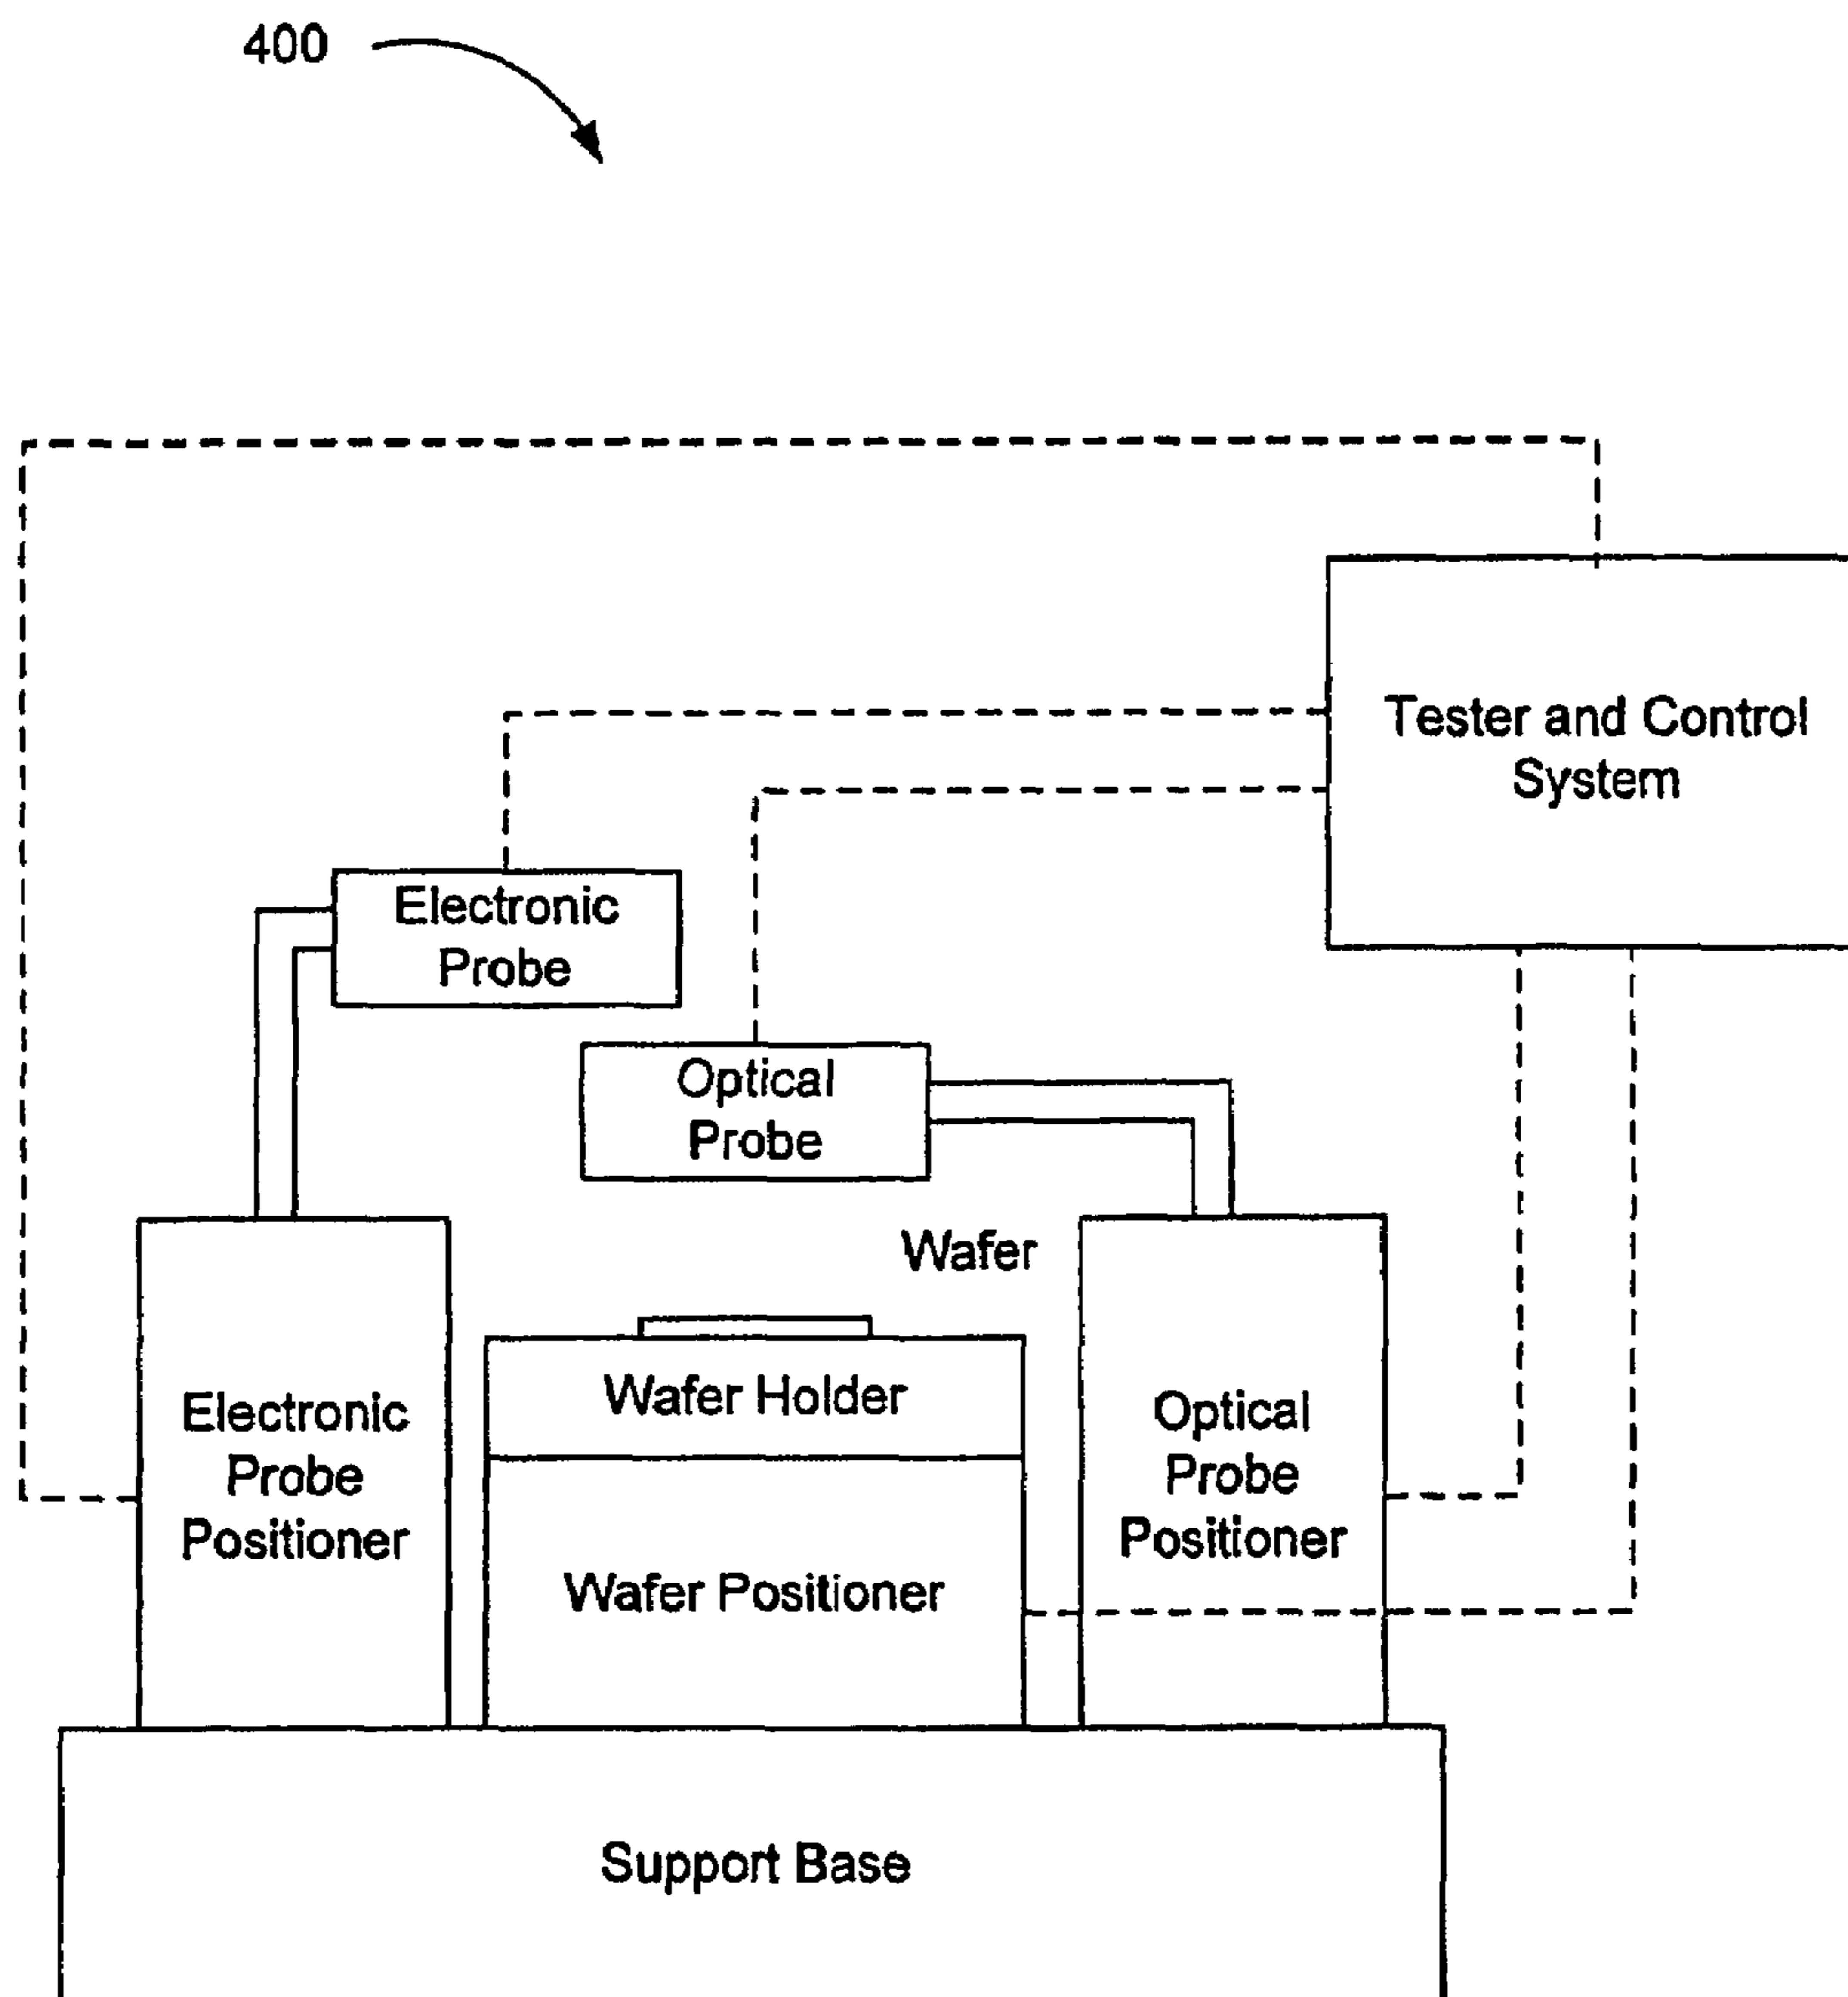 400
Tester and Control
System
Electronic
Probe
Optical
Probe
Wafer
Wafer Holder
Electronic
Probe
Positioner
Optical
Probe
Positioner
Wafer Positioner
Support Base